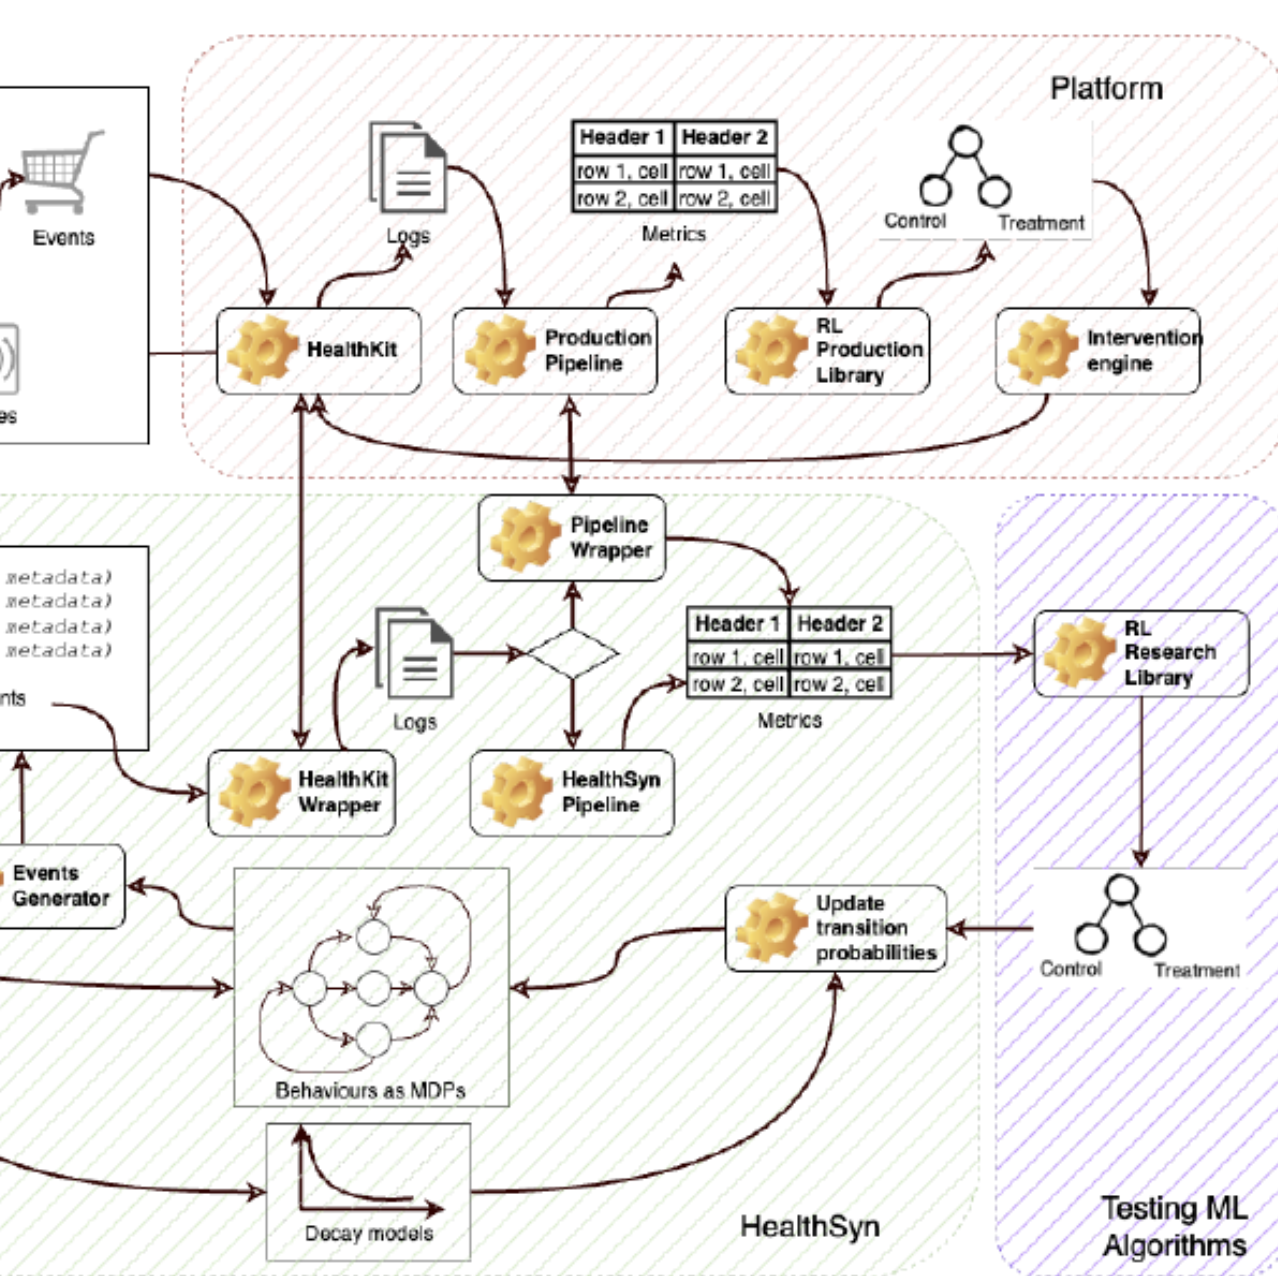 Platform
Events
Logs
Header 1 Header 2
row 1, cell row 1, cell
row 2, cell row 2, cell
Metrics
Control Treatment
HealthKit
Production
Pipeline
RL
Production
Library
Intervention
engine
es
Pipeline
Wrapper
metadata)
metadata)
metadata)
metadata)
nts
Logs
Header 1 Header 2
row 1, cell row 1, cell
row 2, cell row 2, cell
Metrics
RL
Research
Library
HealthKit
Wrapper
HealthSyn
Pipeline
Events
Generator
Update
transition
probabilities
Control Treatment
Behaviours as MDPs
Decay models
HealthSyn
Testing ML
Algorithms